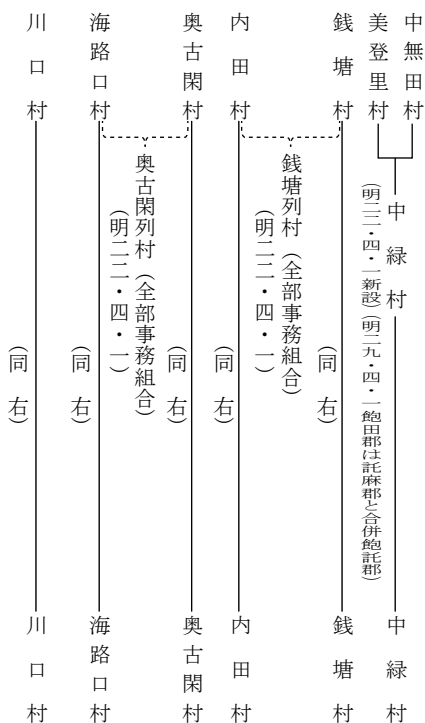 中無田村
美登里村
中緑村
(明二二・四・一新設)(明二九・四・一飽田郡は託麻郡と合併飽託郡)
中緑村
銭塘村
(同右)
銭塘村
銭塘列村(全部事務組合)
(明二二・四・一)
内田村
(同右)
内田村
奥古閑村
(同右)
奥古閑村
奥古閑列村(全部事務組合)
(明二二・四・一)
海路口村
(同右)
海路口村
川口村
(同右)
川口村